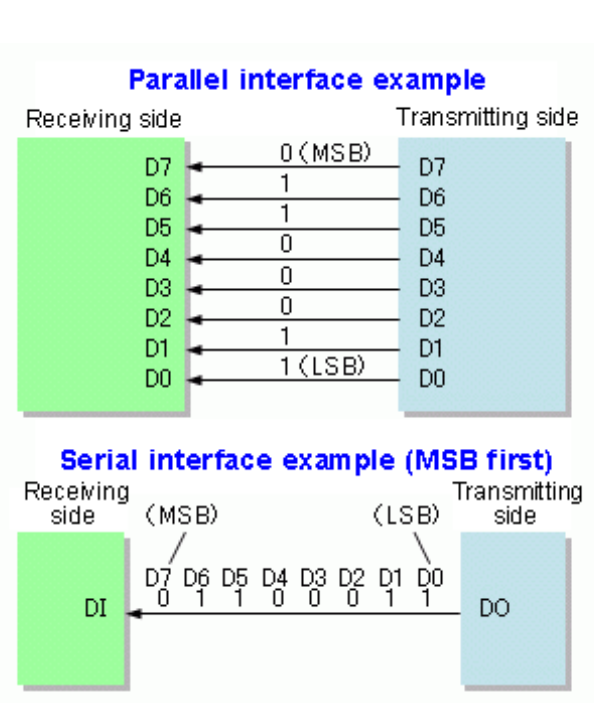 Parallel interface example
Receiving side Transmitting side
D7 0(MSB) D7
D6 1 D6
D5 1 D5
D4 0 D4
D3 0 D3
D2 0 D2
D1 1 D1
D0 1(LSB) D0
Serial interface example (MSB first)
Receiving side (MSB) (LSB) Transmitting side
D7 D6 D5 D4 D3 D2 D1 D0
0 1 1 0 0 0 1 1
DI DO